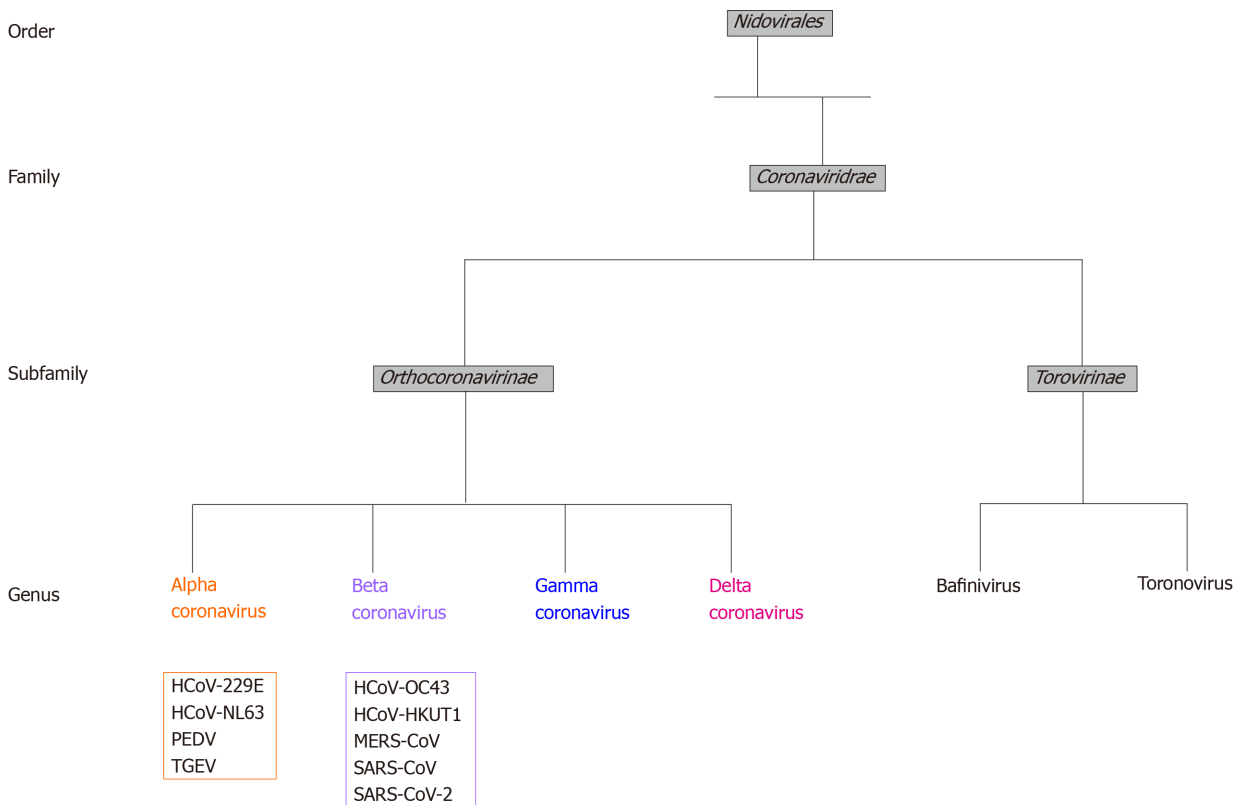 Order
Nidovirales
Family
Coronaviridrae
Subfamily
Orthocoronavirinae
Torovirinae
Genus
Alpha
coronavirus
Beta
coronavirus
Gamma
coronavirus
Delta
coronavirus
Bafinivirus
Toronovirus
HCoV-229E
HCoV-NL63
PEDV
TGEV
HCoV-OC43
HCoV-HKUT1
MERS-CoV
SARS-CoV
SARS-CoV-2